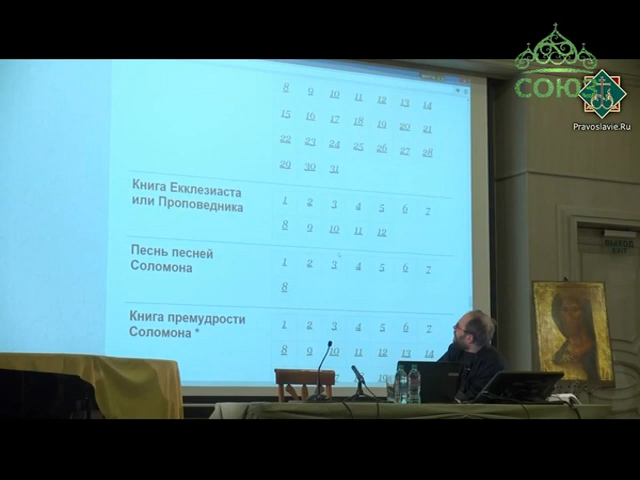 СОЮЗ
Pravoslavie.Ru
8 9 10 11 12 13 14
15 16 17 18 19 20 21
22 23 24 25 26 27 28
29 30 31
Книга Екклезиаста
или Проповедника
1 2 3 4 5 6 7
8 9 10 11 12
Песнь песней
Соломона
1 2 3 4 5 6 7
8
Книга премудрости
Соломона *
1 2 3 4 5 6 7
8 9 10 11 12 13 14
ВЫХОД
EXIT